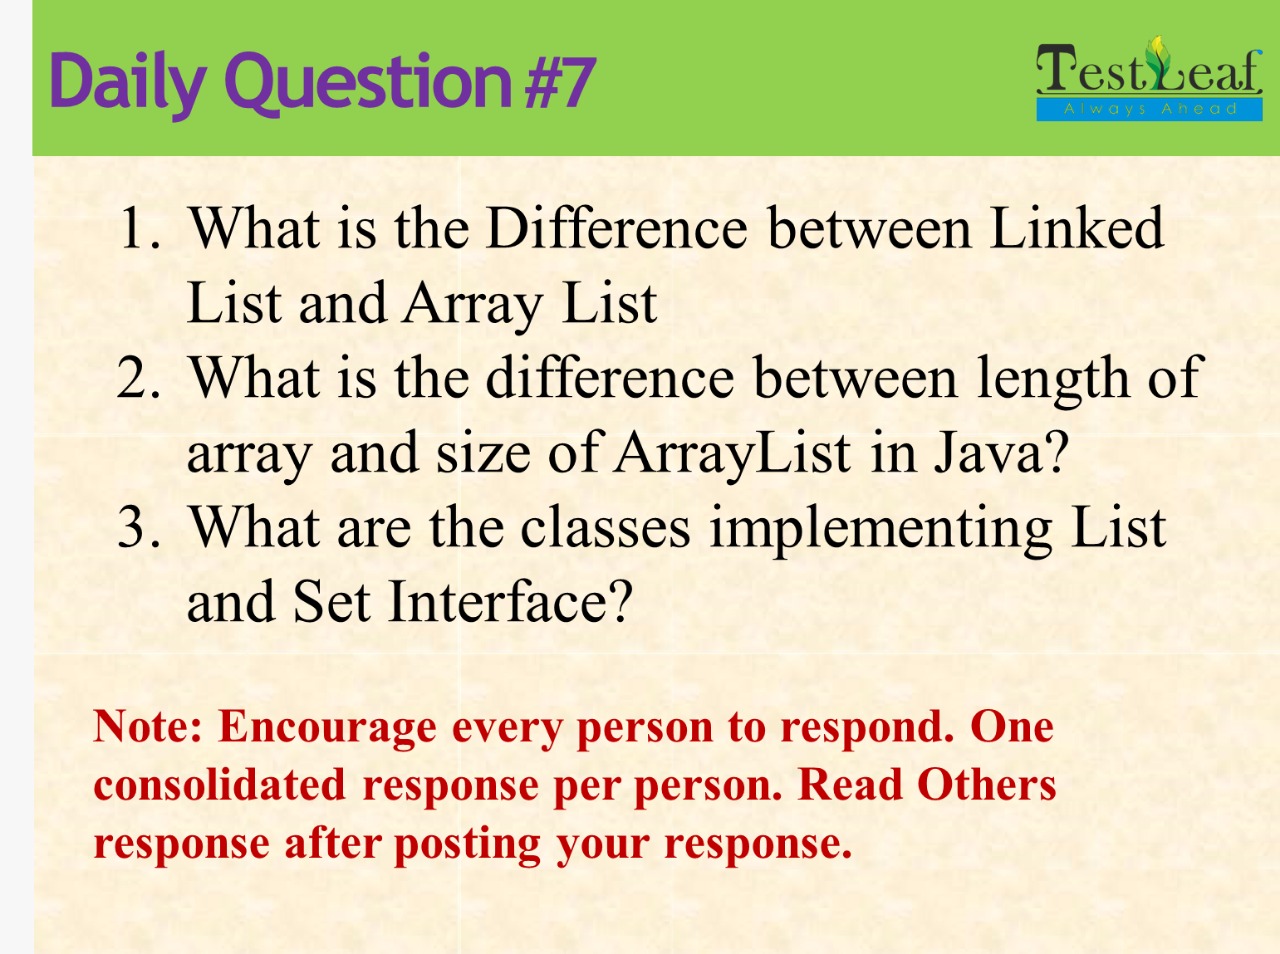 Daily Question #7
TestLeaf
Always Ahead
1. What is the Difference between Linked
List and Array List
2. What is the difference between length of
array and size of ArrayList in Java?
3. What are the classes implementing List
and Set Interface?
Note: Encourage every person to respond. One
consolidated response per person. Read Others
response after posting your response.